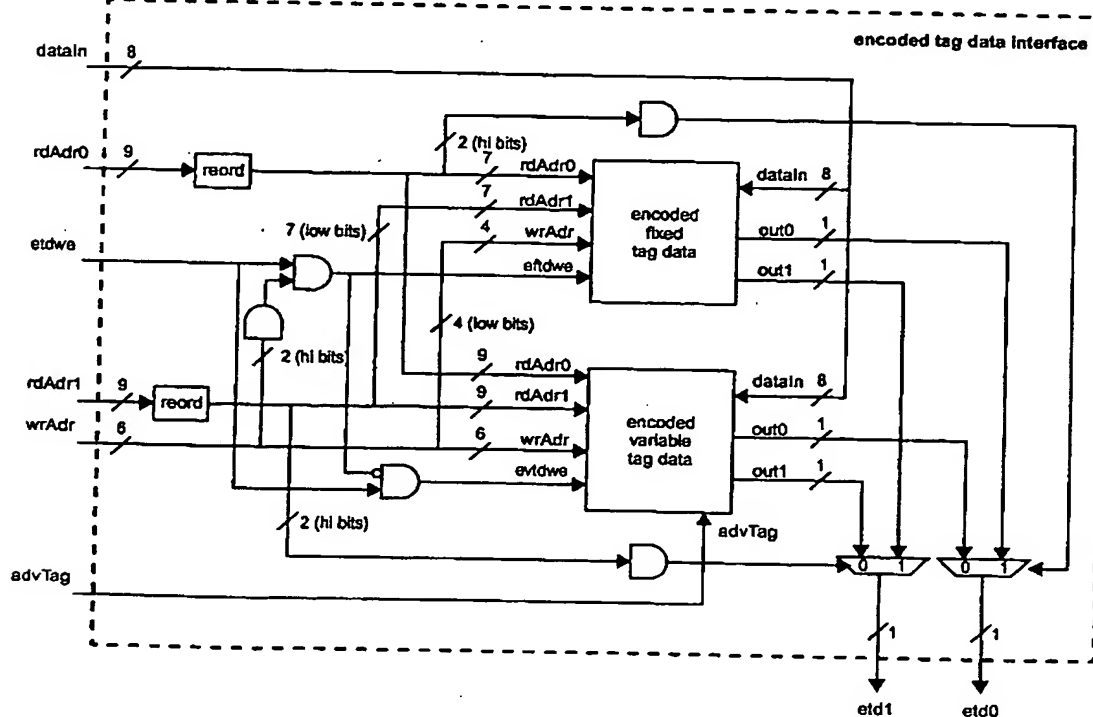 encoded tag data interface
dataIn
8
2 (hi bits)
rdAdr0
9
reord
7
rdAdr0
7
rdAdr1
4
wrAdr
eftdwe
encoded
fixed
tag data
dataIn
8
out0
1
out1
1
etdwe
7 (low bits)
4 (low bits)
2 (hi bits)
rdAdr1
9
reord
wrAdr
6
9
rdAdr0
9
rdAdr1
6
wrAdr
evtdwe
encoded
variable
tag data
dataIn
8
out0
1
out1
1
2 (hi bits)
advTag
advTag
0 1
0 1
1
1
etd1
etd0